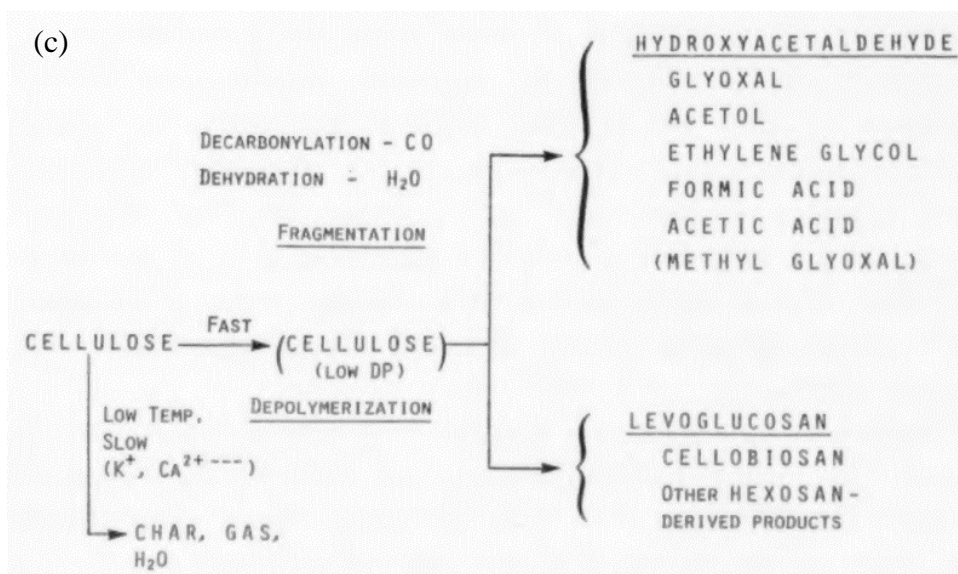 (c)
HYDROXYACETALDEHYDE
GLYOXAL
ACETOL
ETHYLENE GLYCOL
FORMIC ACID
ACETIC ACID
(METHYL GLYOXAL)
DECARBONYLATION - CO
DEHYDRATION - H₂O
FRAGMENTATION
CELLULOSE
FAST
(CELLULOSE)
(LOW DP)
DEPOLYMERIZATION
LOW TEMP.
SLOW
(K⁺, CA²⁺ ---)
CHAR, GAS,
H₂O
LEVOGLUCOSAN
CELLOBIOSAN
OTHER HEXOSAN-
DERIVED PRODUCTS